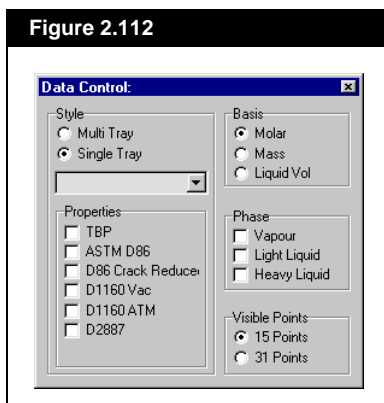 Figure 2.112
Data Control:
Style
Multi Tray
Single Tray
Properties
TBP
ASTM D86
D86 Crack Reduce
D1160 Vac
D1160 ATM
D2887
Basis
Molar
Mass
Liquid Vol
Phase
Vapour
Light Liquid
Heavy Liquid
Visible Points
15 Points
31 Points